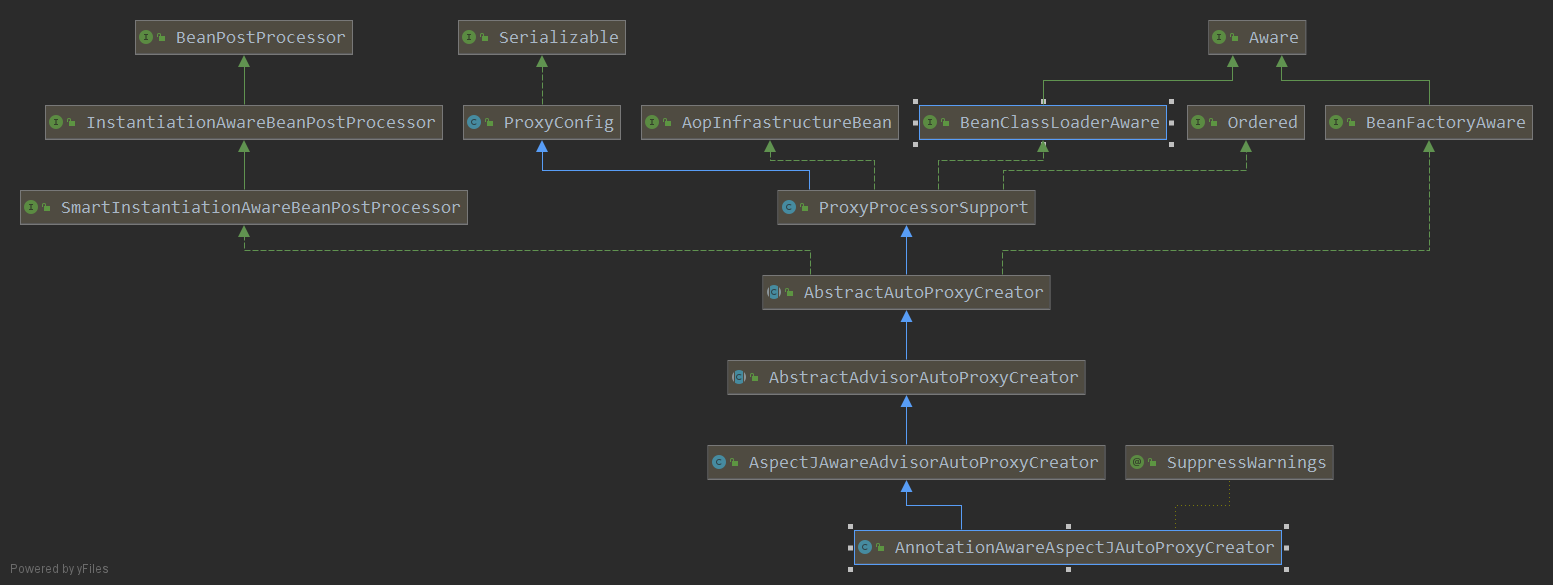 BeanPostProcessor
Serializable
Aware
InstantiationAwareBeanPostProcessor
ProxyConfig
AopInfrastructureBean
BeanClassLoaderAware
Ordered
BeanFactoryAware
SmartInstantiationAwareBeanPostProcessor
ProxyProcessorSupport
AbstractAutoProxyCreator
AbstractAdvisorAutoProxyCreator
AspectJAwareAdvisorAutoProxyCreator
SuppressWarnings
AnnotationAwareAspectJAutoProxyCreator
Powered by yFiles